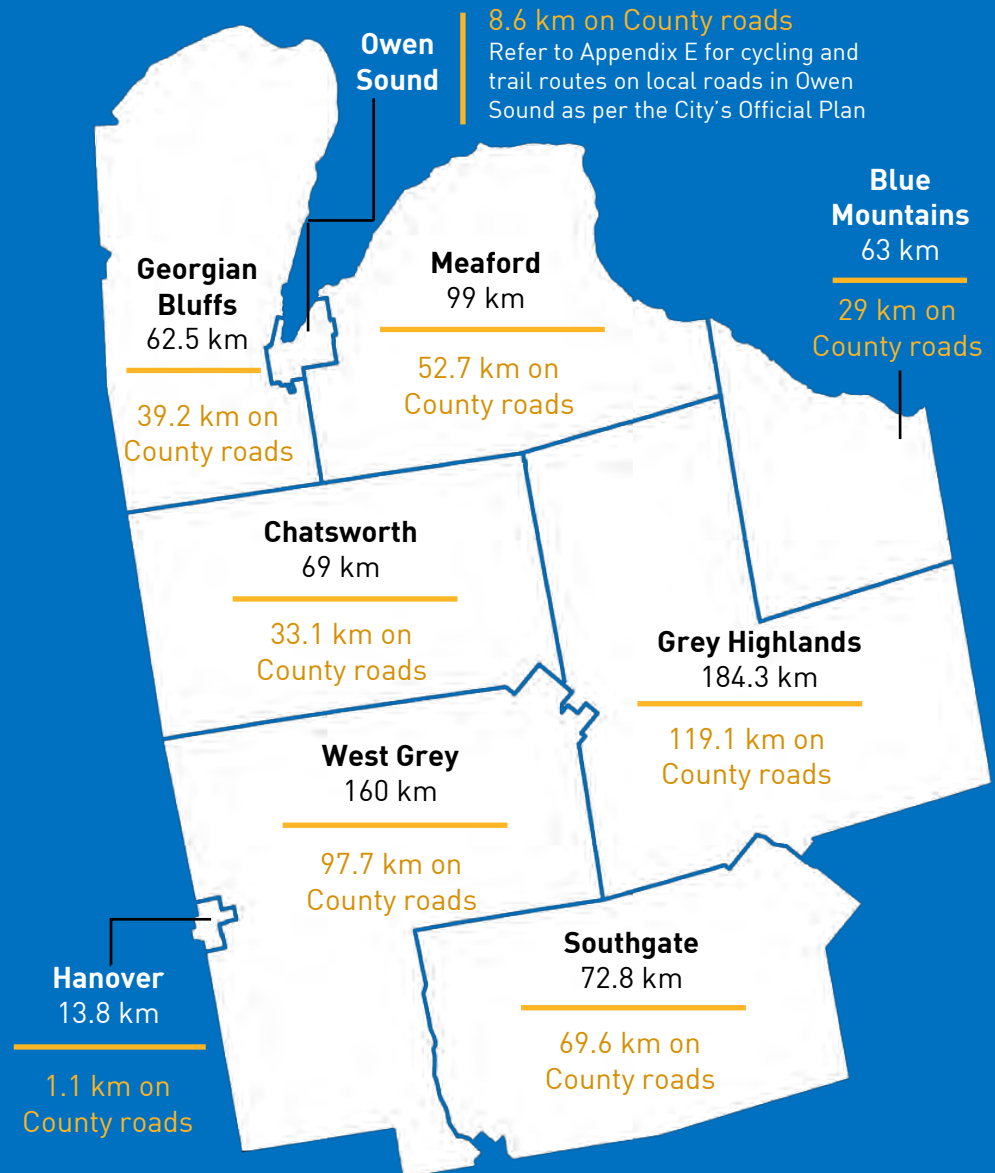 Owen
Sound
8.6 km on County roads
Refer to Appendix E for cycling and
trail routes on local roads in Owen
Sound as per the City's Official Plan
Blue
Mountains
63 km
29 km on
County roads
Georgian
Bluffs
62.5 km
39.2 km on
County roads
Meaford
99 km
52.7 km on
County roads
Chatsworth
69 km
33.1 km on
County roads
Grey Highlands
184.3 km
119.1 km on
County roads
West Grey
160 km
97.7 km on
County roads
Hanover
13.8 km
1.1 km on
County roads
Southgate
72.8 km
69.6 km on
County roads